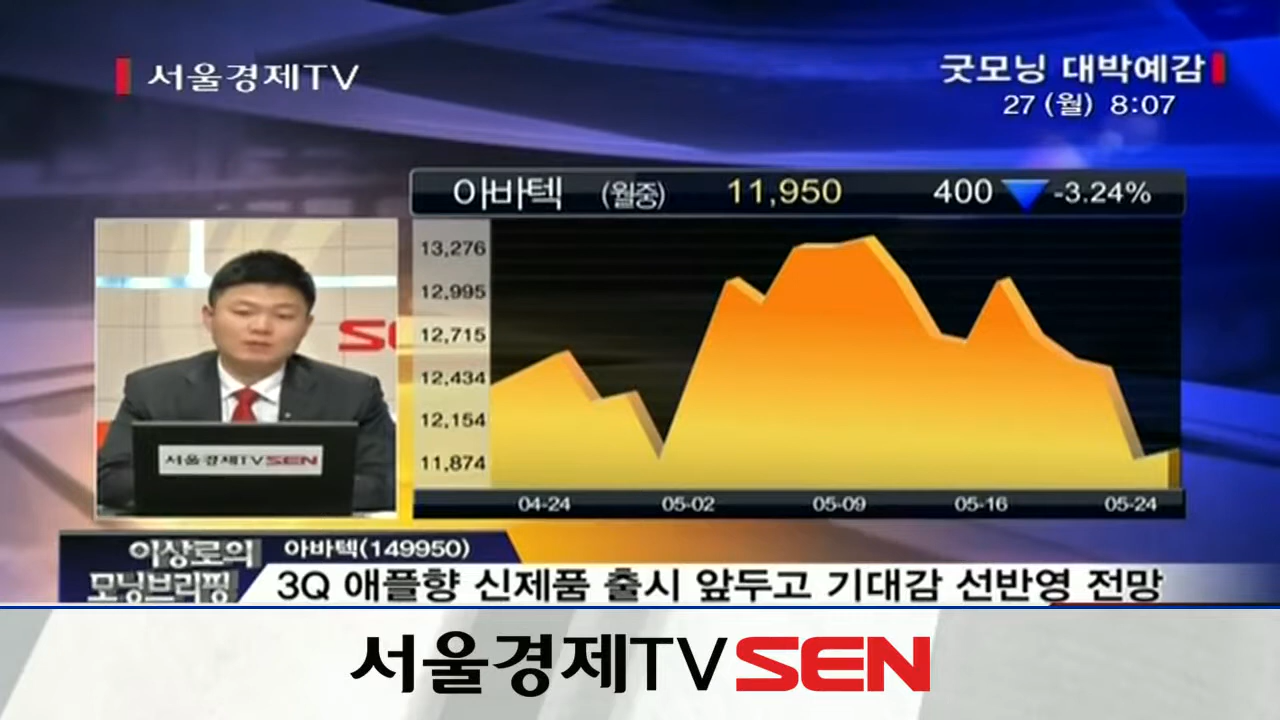 서울경제TV
굿모닝 대박예감
27 (월) 8:07
아바텍 (월중) 11,950 400 -3.24%
13,276
12,995
12,715
12,434
12,154
11,874
04-24 05-02 05-09 05-16 05-24
서울경제TV SEN
이상로의
모닝브리핑
아바텍(149950)
3Q 애플향 신제품 출시 앞두고 기대감 선반영 전망
서울경제TV SEN